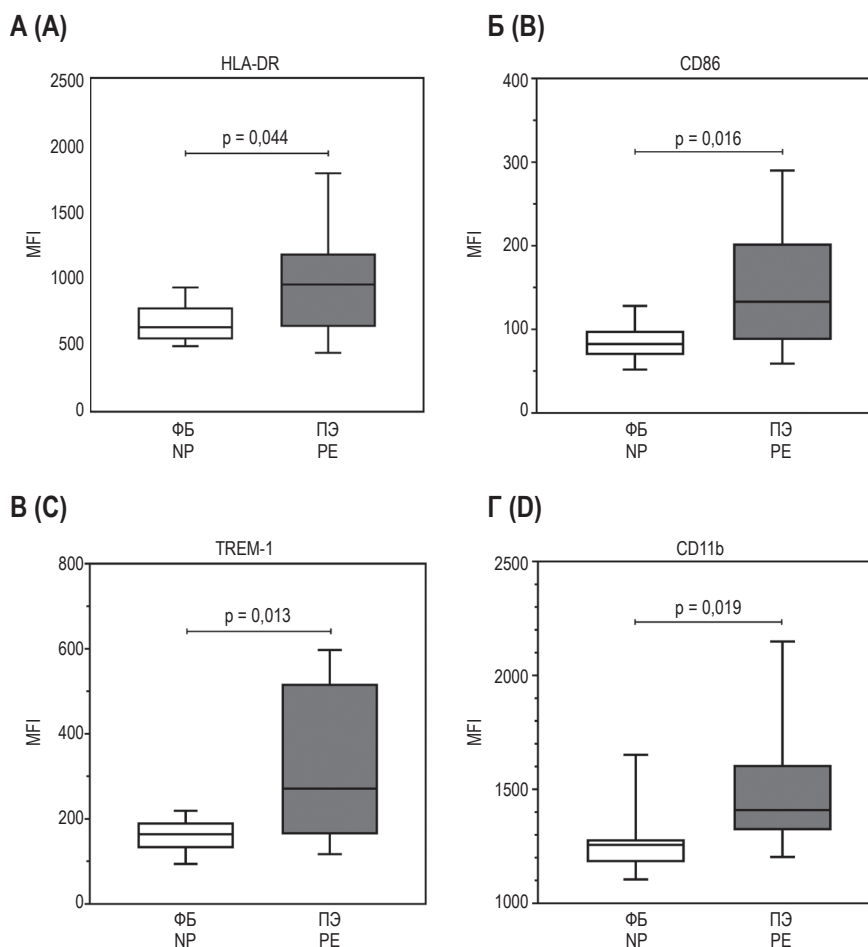 А (A)
HLA-DR
2500
2000
1500
1000
500
0
MFI
p = 0,044
ФБ
NP
ПЭ
PE
Б (B)
CD86
400
300
200
100
0
MFI
p = 0,016
ФБ
NP
ПЭ
PE
В (C)
TREM-1
800
600
400
200
0
MFI
p = 0,013
ФБ
NP
ПЭ
PE
Г (D)
CD11b
2500
2000
1500
1000
MFI
p = 0,019
ФБ
NP
ПЭ
PE